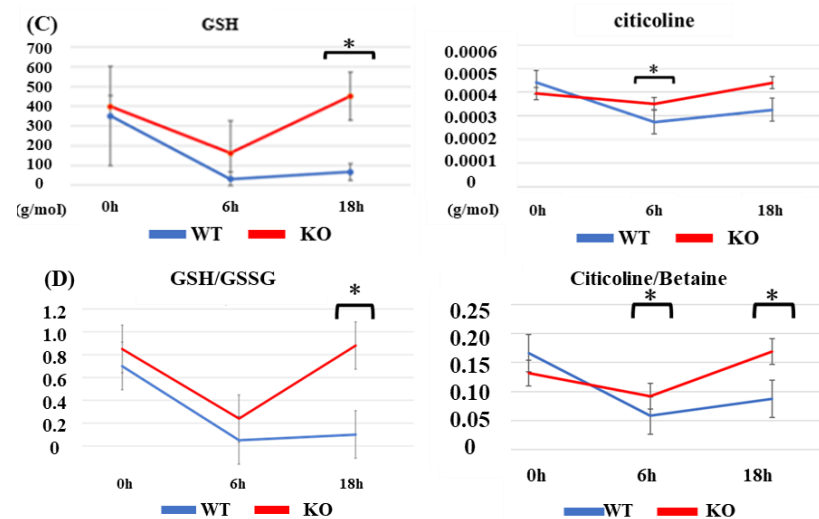 (C) GSH
700
600
500
400
300
200
100
0
*
(g/mol) 0h 6h 18h
WT KO
citicoline
0.0006
0.0005
0.0004
0.0003
0.0002
0.0001
0
*
(g/mol) 0h 6h 18h
WT KO
(D) GSH/GSSG
1.2
1.0
0.8
0.6
0.4
0.2
0
*
0h 6h 18h
WT KO
Citicoline/Betaine
0.25
0.20
0.15
0.10
0.05
0
* *
0h 6h 18h
WT KO